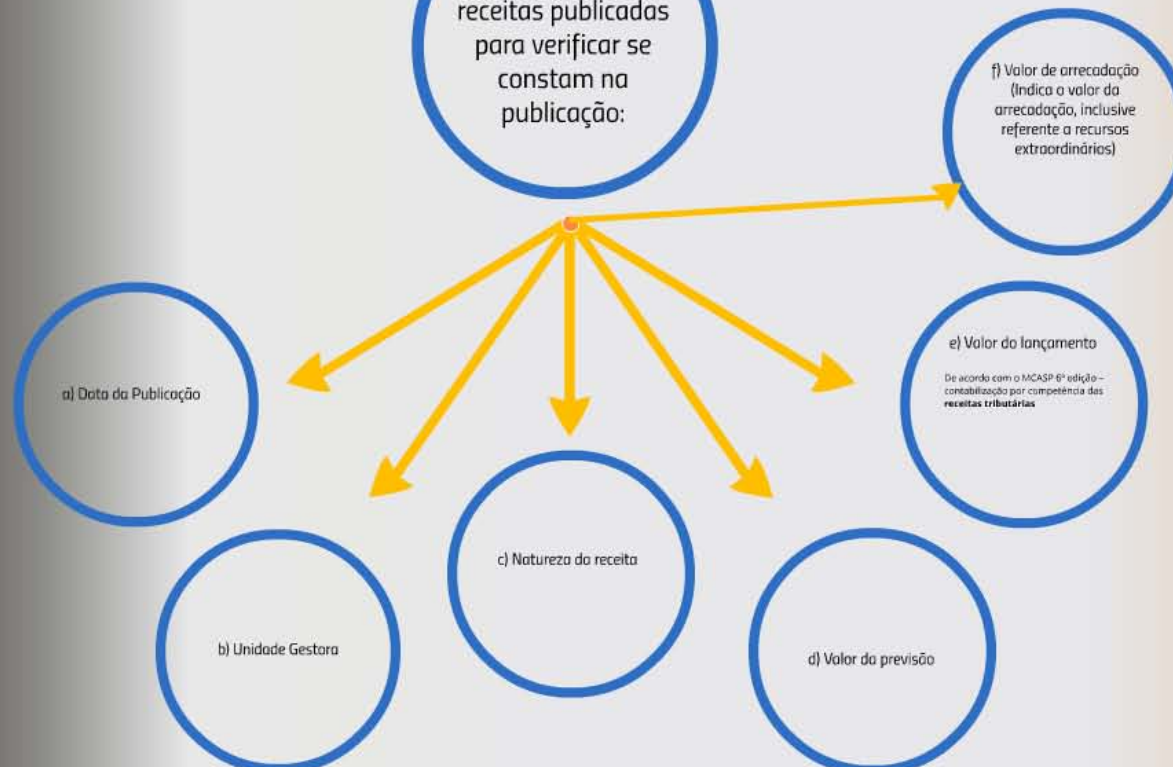 receitas publicadas
para verificar se
constam na
publicação:
a) Data da Publicação
b) Unidade Gestora
c) Natureza da receita
d) Valor da previsão
e) Valor do lançamento
De acordo com o MCASP 6ª edição –
contabilização por competência das
receitas tributárias
f) Valor de arrecadação
(Indica o valor da
arrecadação, inclusive
referente a recursos
extraordinários)